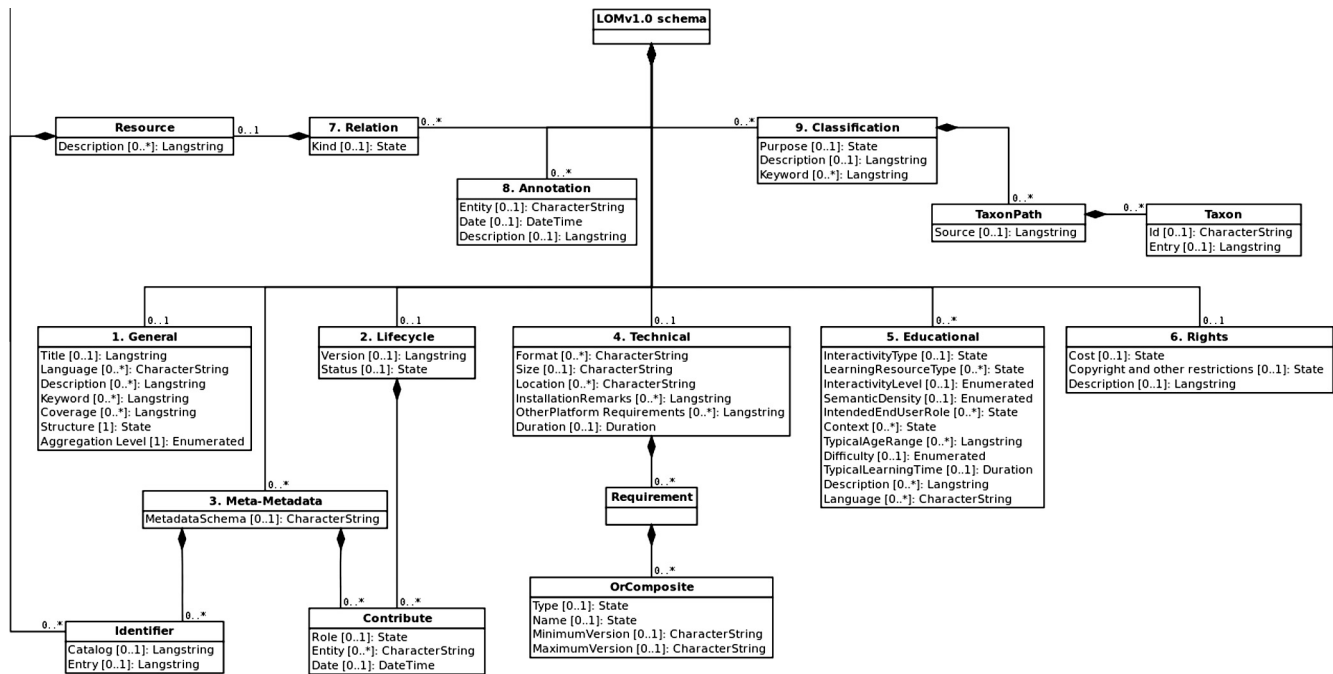 LOMv1.0 schema
Resource
Description [0..*]: Langstring
0..1
7. Relation
Kind [0..1]: State
0..*
0..*
9. Classification
Purpose [0..1]: State
Description [0..1]: Langstring
Keyword [0..*]: Langstring
0..*
8. Annotation
Entity [0..1]: CharacterString
Date [0..1]: DateTime
Description [0..1]: Langstring
0..*
TaxonPath
Source [0..1]: Langstring
0..*
Taxon
Id [0..1]: CharacterString
Entry [0..1]: Langstring
0..1
1. General
Title [0..1]: Langstring
Language [0..*]: CharacterString
Description [0..*]: Langstring
Keyword [0..*]: Langstring
Coverage [0..*]: Langstring
Structure [1]: State
Aggregation Level [1]: Enumerated
0..1
2. Lifecycle
Version [0..1]: Langstring
Status [0..1]: State
0..1
4. Technical
Format [0..*]: CharacterString
Size [0..1]: CharacterString
Location [0..*]: CharacterString
InstallationRemarks [0..*]: Langstring
OtherPlatform Requirements [0..*]: Langstring
Duration [0..1]: Duration
0..*
5. Educational
InteractivityType [0..1]: State
LearningResourceType [0..*]: State
InteractivityLevel [0..1]: Enumerated
SemanticDensity [0..1]: Enumerated
IntendedEndUserRole [0..*]: State
Context [0..*]: State
TypicalAgeRange [0..*]: Langstring
Difficulty [0..1]: Enumerated
TypicalLearningTime [0..1]: Duration
Description [0..*]: Langstring
Language [0..*]: CharacterString
0..1
6. Rights
Cost [0..1]: State
Copyright and other restrictions [0..1]: State
Description [0..1]: Langstring
0..*
3. Meta-Metadata
MetadataSchema [0..1]: CharacterString
0..*
Requirement
0..*
OrComposite
Type [0..1]: State
Name [0..1]: State
MinimumVersion [0..1]: CharacterString
MaximumVersion [0..1]: CharacterString
0..*
0..*
Identifier
Catalog [0..1]: Langstring
Entry [0..1]: Langstring
0..*
0..*
Contribute
Role [0..1]: State
Entity [0..*]: CharacterString
Date [0..1]: DateTime